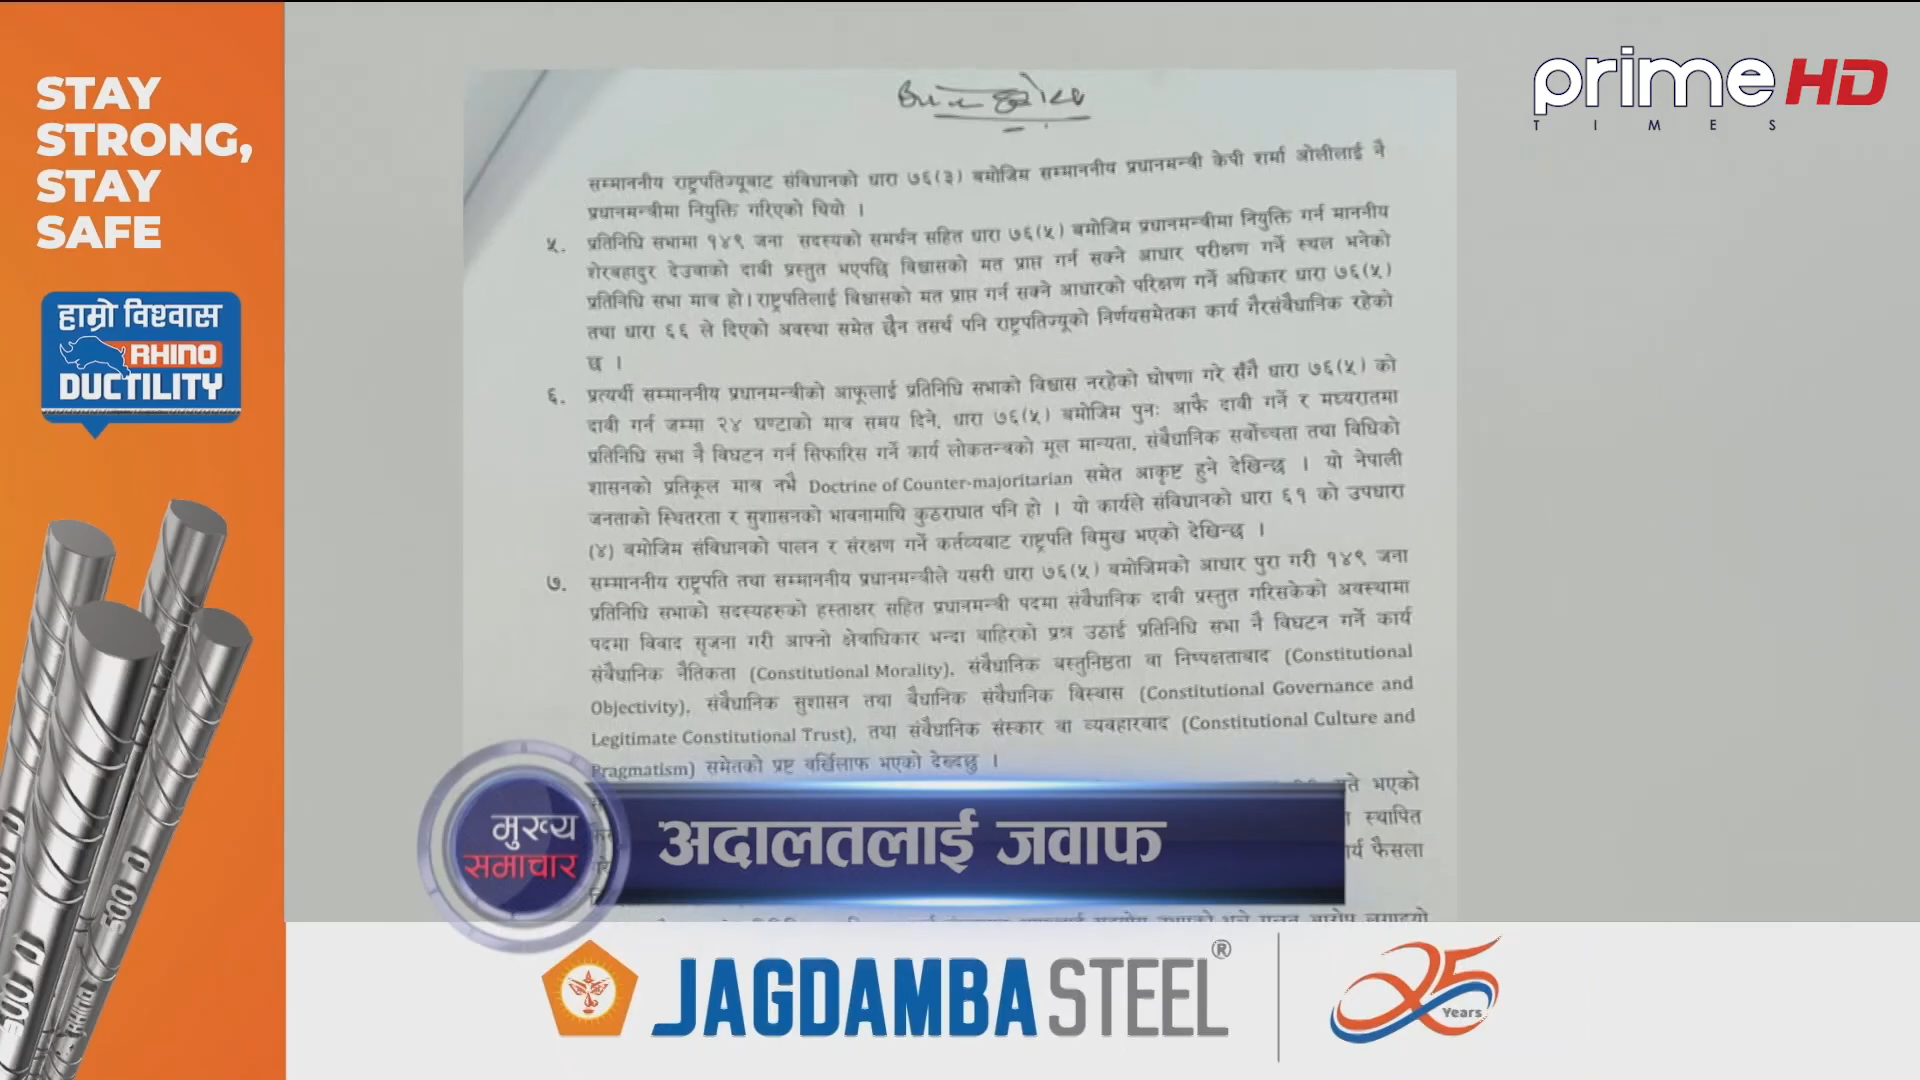 STAY
STRONG,
STAY
SAFE
हाम्रो विश्वास
RHINO
DUCTILITY
prime HD
TIMES
सम्माननीय राष्ट्रपतिज्यूबाट संविधानको धारा ७६(३) बमोजिम सम्माननीय प्रधानमन्त्री केपी शर्मा ओलीलाई नै
प्रधानमन्त्रीमा नियुक्ति गरिएको थियो ।
५. प्रतिनिधि सभामा १४९ जना सदस्यको समर्थन सहित धारा ७६(५) बमोजिम प्रधानमन्त्रीमा नियुक्ति गर्न माननीय
शेरबहादुर देउवाको दावी प्रस्तुत भएपछि विश्वासको मत प्राप्त गर्न सक्ने आधार परीक्षण गर्ने स्थल भनेको
प्रतिनिधि सभा मात्र हो। राष्ट्रपतिलाई विश्वासको मत प्राप्त गर्न सक्ने आधारको परिक्षण गर्ने अधिकार धारा ७६(५)
तथा धारा ६६ ले दिएको अवस्था समेत छैन तसर्थ पनि राष्ट्रपतिज्यूको निर्णयसमेतका कार्य गैरसंवैधानिक रहेको
छ ।
६. प्रत्यर्थी सम्माननीय प्रधानमन्त्रीको आफूलाई प्रतिनिधि सभाको विश्वास नरहेको घोषणा गरे सँगै धारा ७६(५) को
दावी गर्न जम्मा २४ घण्टाको मात्र समय दिने, धारा ७६(५) बमोजिम पुनः आफै दावी गर्ने र मध्यरातमा
प्रतिनिधि सभा नै विघटन गर्न सिफारिस गर्ने कार्य लोकतन्त्रको मूल मान्यता, संवैधानिक सर्वोच्चता तथा विधिको
शासनको प्रतिकूल मात्र नभै Doctrine of Counter-majoritarian समेत आकृष्ट हुने देखिन्छ । यो नेपाली
जनताको स्थितरता र सुशासनको भावनामाथि कुठराघात पनि हो । यो कार्यले संविधानको धारा ६१ को उपधारा
(४) बमोजिम संविधानको पालन र संरक्षण गर्ने कर्तव्यबाट राष्ट्रपति विमुख भएको देखिन्छ ।
७. सम्माननीय राष्ट्रपति तथा सम्माननीय प्रधानमन्त्रीले यसरी धारा ७६(५) बमोजिमको आधार पुरा गरी १४९ जना
प्रतिनिधि सभाको सदस्यहरुको हस्ताक्षर सहित प्रधानमन्त्री पदमा संवैधानिक दावी प्रस्तुत गरिसकेको अवस्थामा
पदमा विवाद सृजना गरी आफ्नो क्षेत्राधिकार भन्दा बाहिरको प्रश्न उठाई प्रतिनिधि सभा नै विघटन गर्ने कार्य
संवैधानिक नैतिकता (Constitutional Morality), संवैधानिक वस्तुनिष्ठता वा निष्पक्षतावाद (Constitutional
Objectivity), संवैधानिक सुशासन तथा वैधानिक संवैधानिक विस्वास (Constitutional Governance and
Legitimate Constitutional Trust), तथा संवैधानिक संस्कार वा व्यवहारवाद (Constitutional Culture and
Pragmatism) समेतको प्रष्ट बर्खिलाफ भएको देख्दछु ।
भएको
स्थापित
फैसला
मुख्य
समाचार
अदालतलाई जवाफ
500 D
RHINO
JAGDAMBA STEEL®
25
Years